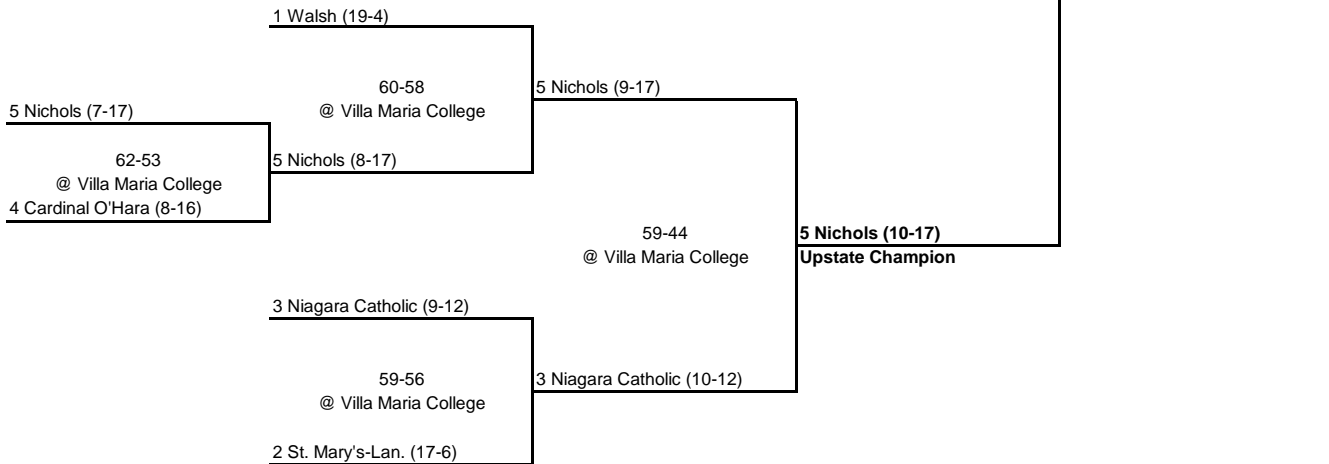 1 Walsh (19-4)
60-58
@ Villa Maria College
5 Nichols (9-17)
5 Nichols (7-17)
62-53
@ Villa Maria College
5 Nichols (8-17)
4 Cardinal O'Hara (8-16)
59-44
@ Villa Maria College
5 Nichols (10-17)
Upstate Champion
3 Niagara Catholic (9-12)
59-56
@ Villa Maria College
3 Niagara Catholic (10-12)
2 St. Mary's-Lan. (17-6)